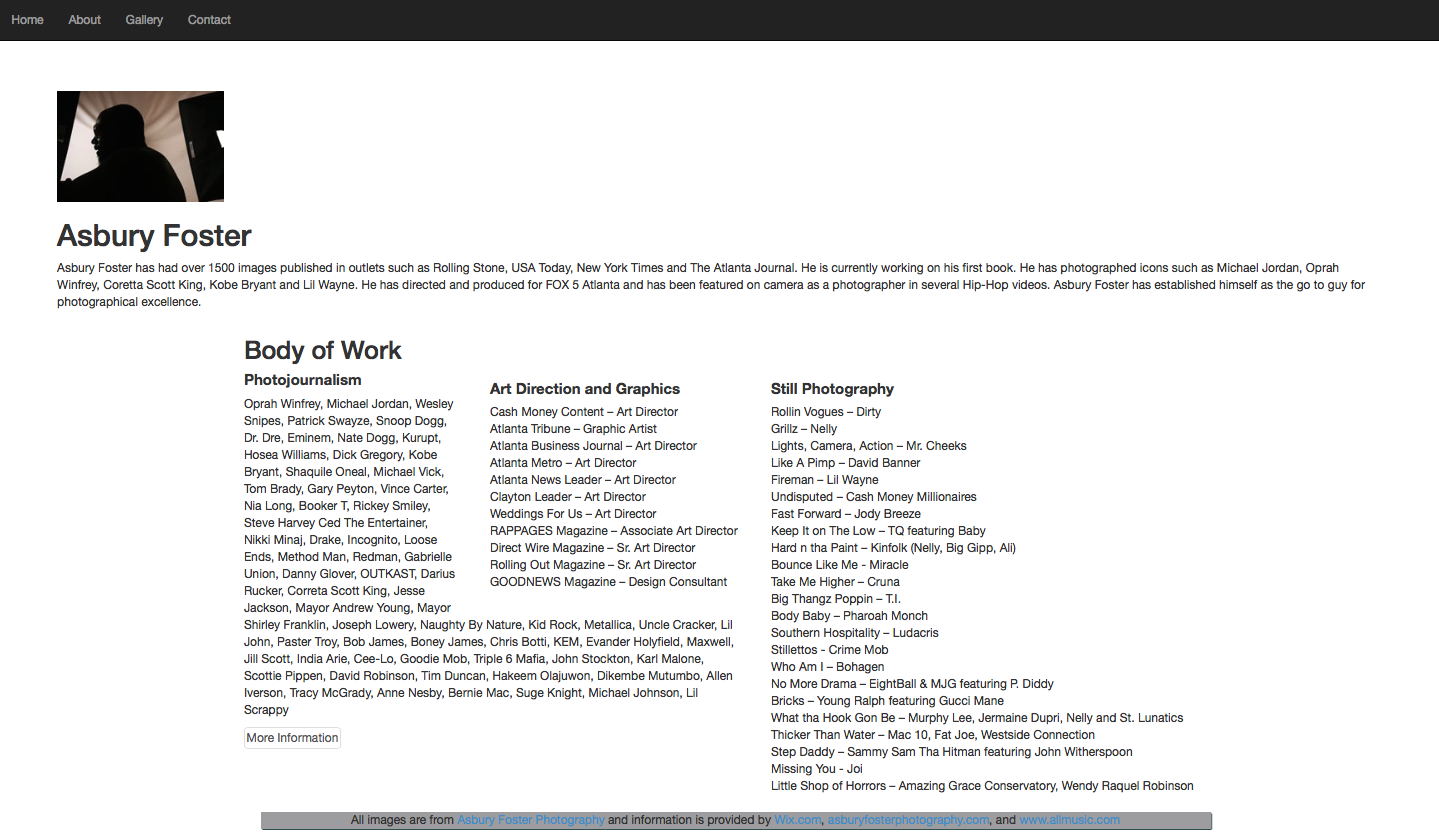 Home About Gallery Contact
Asbury Foster
Asbury Foster has had over 1500 images published in outlets such as Rolling Stone, USA Today, New York Times and The Atlanta Journal. He is currently working on his first book. He has photographed icons such as Michael Jordan, Oprah
Winfrey, Coretta Scott King, Kobe Bryant and Lil Wayne. He has directed and produced for FOX 5 Atlanta and has been featured on camera as a photographer in several Hip-Hop videos. Asbury Foster has established himself as the go to guy for
photographical excellence.
Body of Work
Photojournalism
Oprah Winfrey, Michael Jordan, Wesley
Snipes, Patrick Swayze, Snoop Dogg,
Dr. Dre, Eminem, Nate Dogg, Kurupt,
Hosea Williams, Dick Gregory, Kobe
Bryant, Shaquile Oneal, Michael Vick,
Tom Brady, Gary Peyton, Vince Carter,
Nia Long, Booker T, Rickey Smiley,
Steve Harvey Ced The Entertainer,
Nikki Minaj, Drake, Incognito, Loose
Ends, Method Man, Redman, Gabrielle
Union, Danny Glover, OUTKAST, Darius
Rucker, Correta Scott King, Jesse
Jackson, Mayor Andrew Young, Mayor
Shirley Franklin, Joseph Lowery, Naughty By Nature, Kid Rock, Metallica, Uncle Cracker, Lil
John, Paster Troy, Bob James, Boney James, Chris Botti, KEM, Evander Holyfield, Maxwell,
Jill Scott, India Arie, Cee-Lo, Goodie Mob, Triple 6 Mafia, John Stockton, Karl Malone,
Scottie Pippen, David Robinson, Tim Duncan, Hakeem Olajuwon, Dikembe Mutumbo, Allen
Iverson, Tracy McGrady, Anne Nesby, Bernie Mac, Suge Knight, Michael Johnson, Lil
Scrappy
More Information
Art Direction and Graphics
Cash Money Content – Art Director
Atlanta Tribune – Graphic Artist
Atlanta Business Journal – Art Director
Atlanta Metro – Art Director
Atlanta News Leader – Art Director
Clayton Leader – Art Director
Weddings For Us – Art Director
RAPPAGES Magazine – Associate Art Director
Direct Wire Magazine – Sr. Art Director
Rolling Out Magazine – Sr. Art Director
GOODNEWS Magazine – Design Consultant
Still Photography
Rollin Vogues – Dirty
Grillz – Nelly
Lights, Camera, Action – Mr. Cheeks
Like A Pimp – David Banner
Fireman – Lil Wayne
Undisputed – Cash Money Millionaires
Fast Forward – Jody Breeze
Keep It on The Low – TQ featuring Baby
Hard n tha Paint – Kinfolk (Nelly, Big Gipp, Ali)
Bounce Like Me - Miracle
Take Me Higher – Cruna
Big Thangz Poppin – T.I.
Body Baby – Pharoah Monch
Southern Hospitality – Ludacris
Stillettos - Crime Mob
Who Am I – Bohagen
No More Drama – EightBall & MJG featuring P. Diddy
Bricks – Young Ralph featuring Gucci Mane
What tha Hook Gon Be – Murphy Lee, Jermaine Dupri, Nelly and St. Lunatics
Thicker Than Water – Mac 10, Fat Joe, Westside Connection
Step Daddy – Sammy Sam Tha Hitman featuring John Witherspoon
Missing You - Joi
Little Shop of Horrors – Amazing Grace Conservatory, Wendy Raquel Robinson
All images are from Asbury Foster Photography and information is provided by Wix.com, asburyfosterphotography.com, and www.allmusic.com